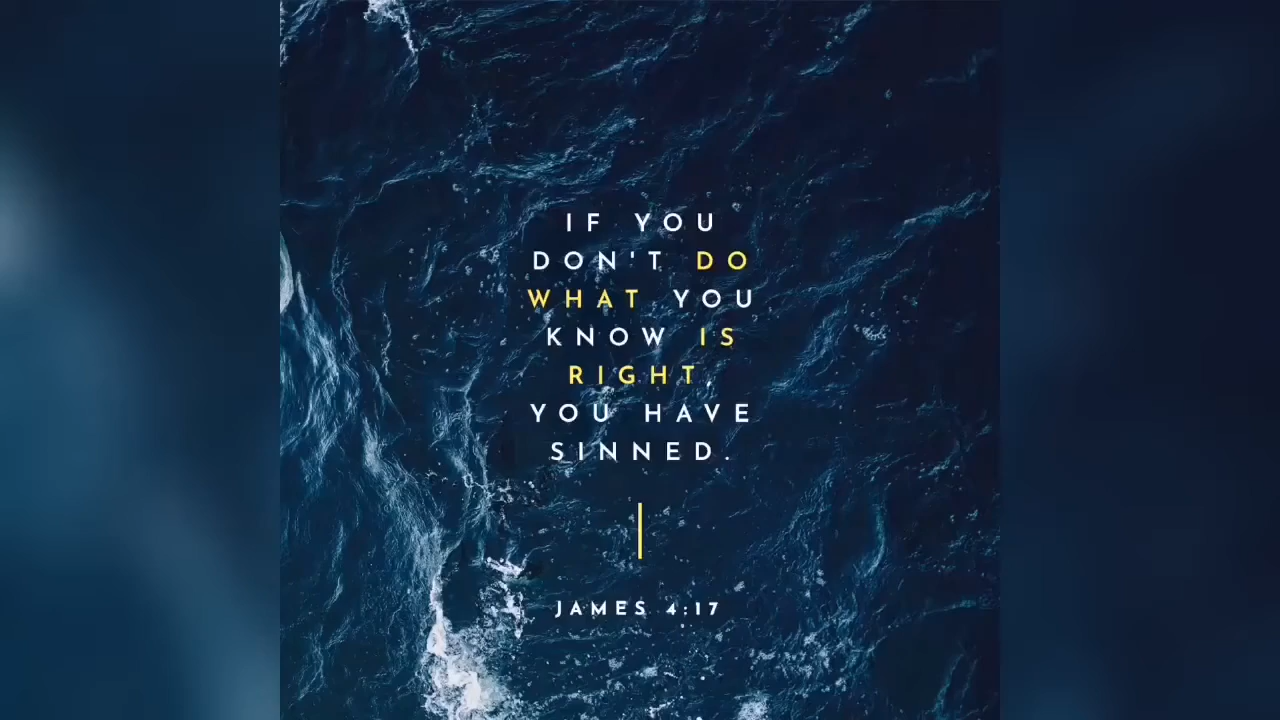 IF YOU
DON'T DO
WHAT YOU
KNOW IS
RIGHT,
YOU HAVE
SINNED.
JAMES 4:17